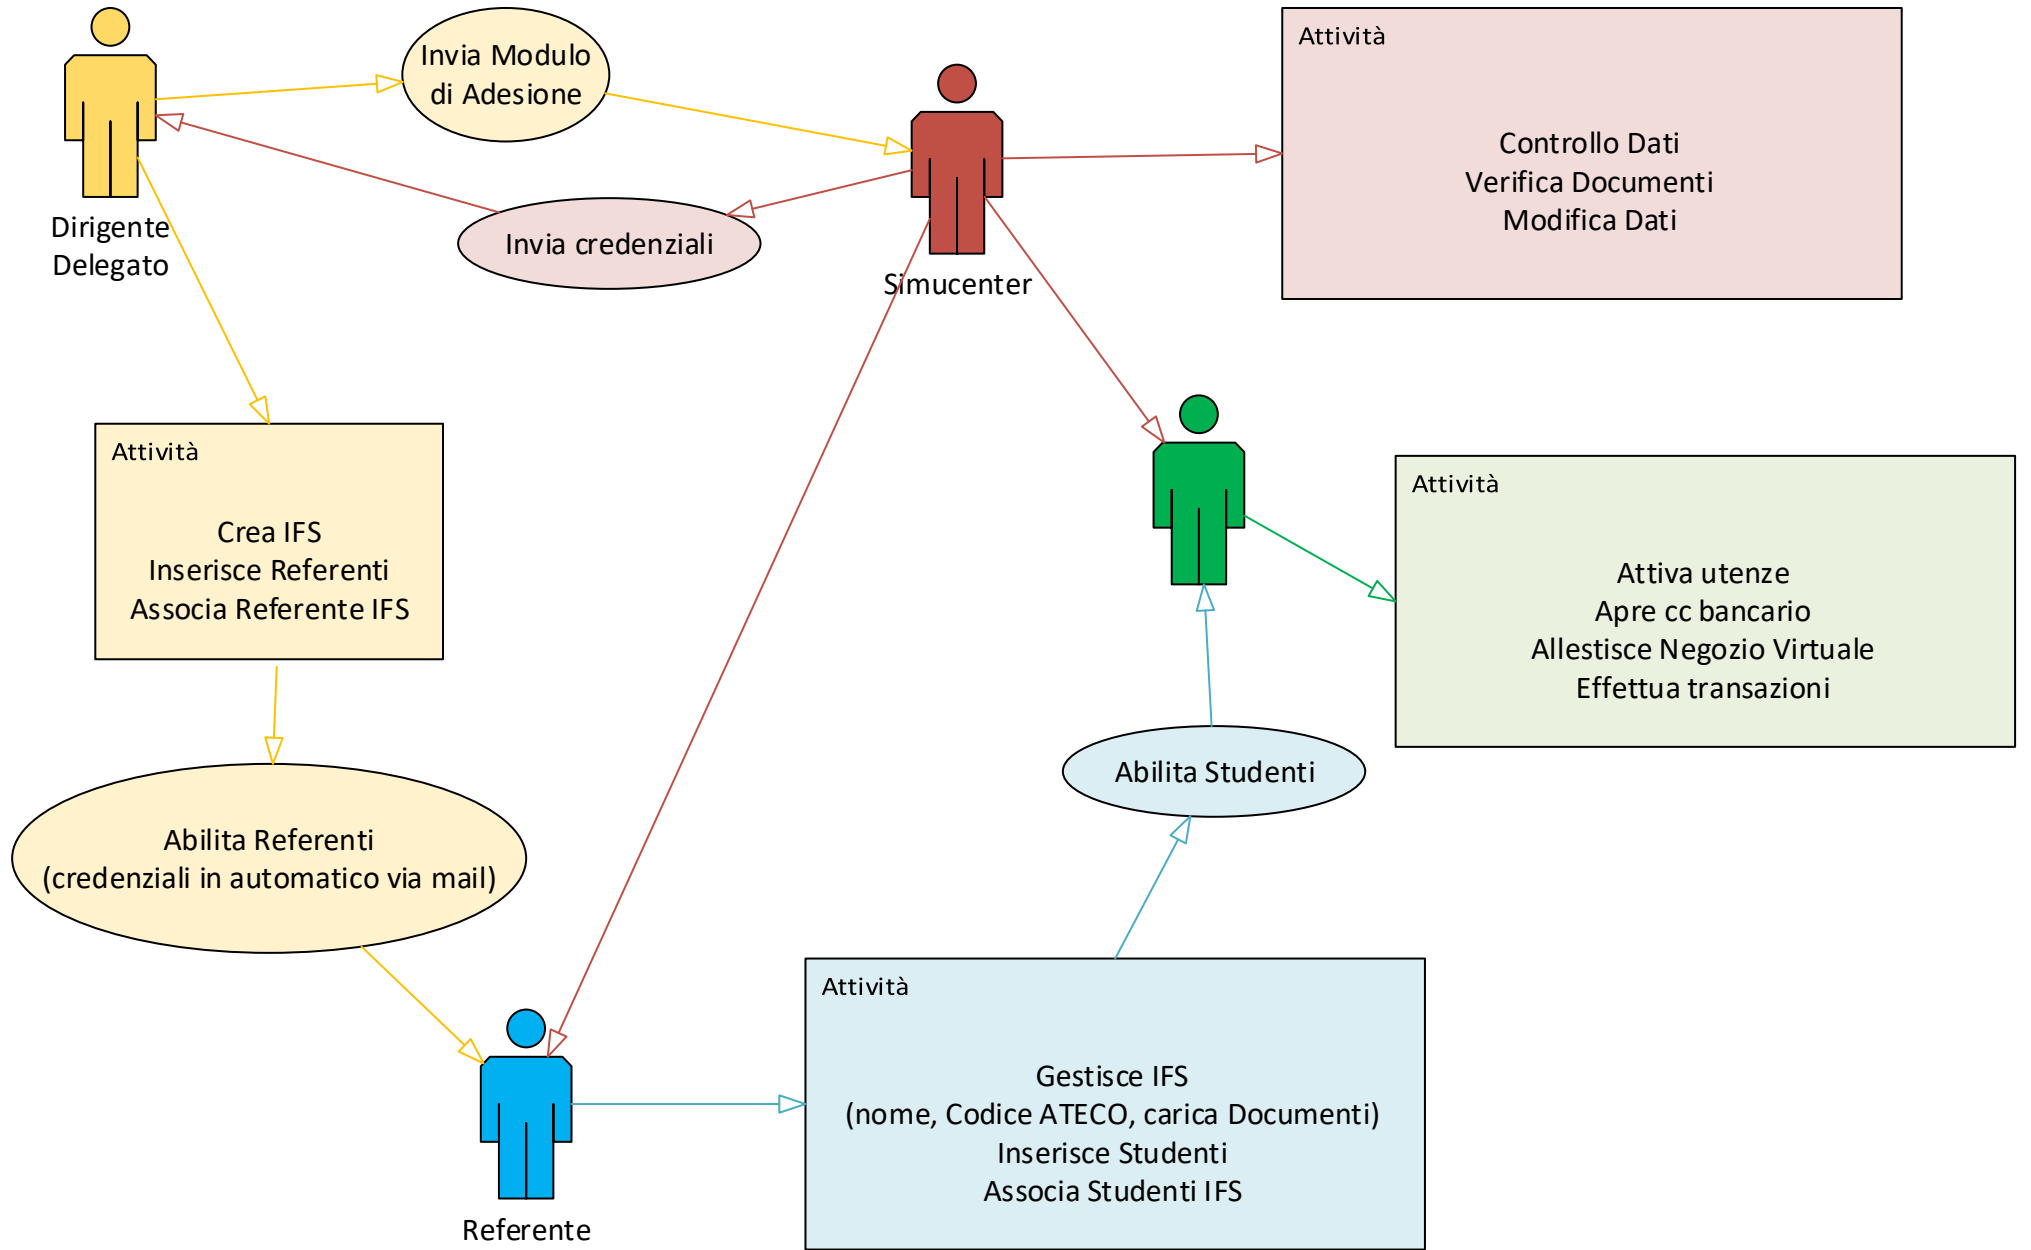 Invia Modulo
di Adesione
Attività
Controllo Dati
Verifica Documenti
Modifica Dati
Dirigente
Delegato
Invia credenziali
Simucenter
Attività
Crea IFS
Inserisce Referenti
Associa Referente IFS
Attività
Attiva utenze
Apre cc bancario
Allestisce Negozio Virtuale
Effettua transazioni
Abilita Studenti
Abilita Referenti
(credenziali in automatico via mail)
Attività
Gestisce IFS
(nome, Codice ATECO, carica Documenti)
Inserisce Studenti
Associa Studenti IFS
Referente